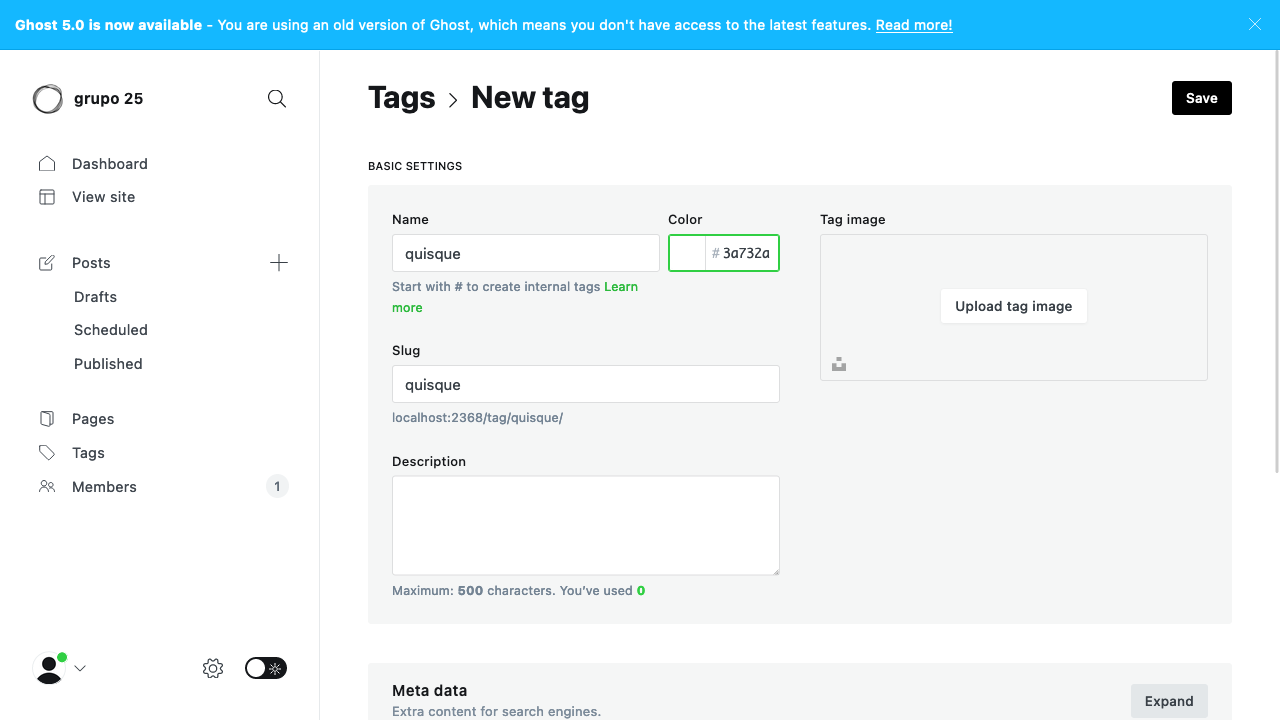 Ghost 5.0 is now available - You are using an old version of Ghost, which means you don't have access to the latest features. Read more!
grupo 25
Dashboard
View site
Posts
Drafts
Scheduled
Published
Pages
Tags
Members 1
Tags > New tag
Save
BASIC SETTINGS
Name
quisque
Start with # to create internal tags Learn
more
Color
# 3a732a
Slug
quisque
localhost:2368/tag/quisque/
Description
Maximum: 500 characters. You've used 0
Tag image
Upload tag image
Meta data
Extra content for search engines.
Expand